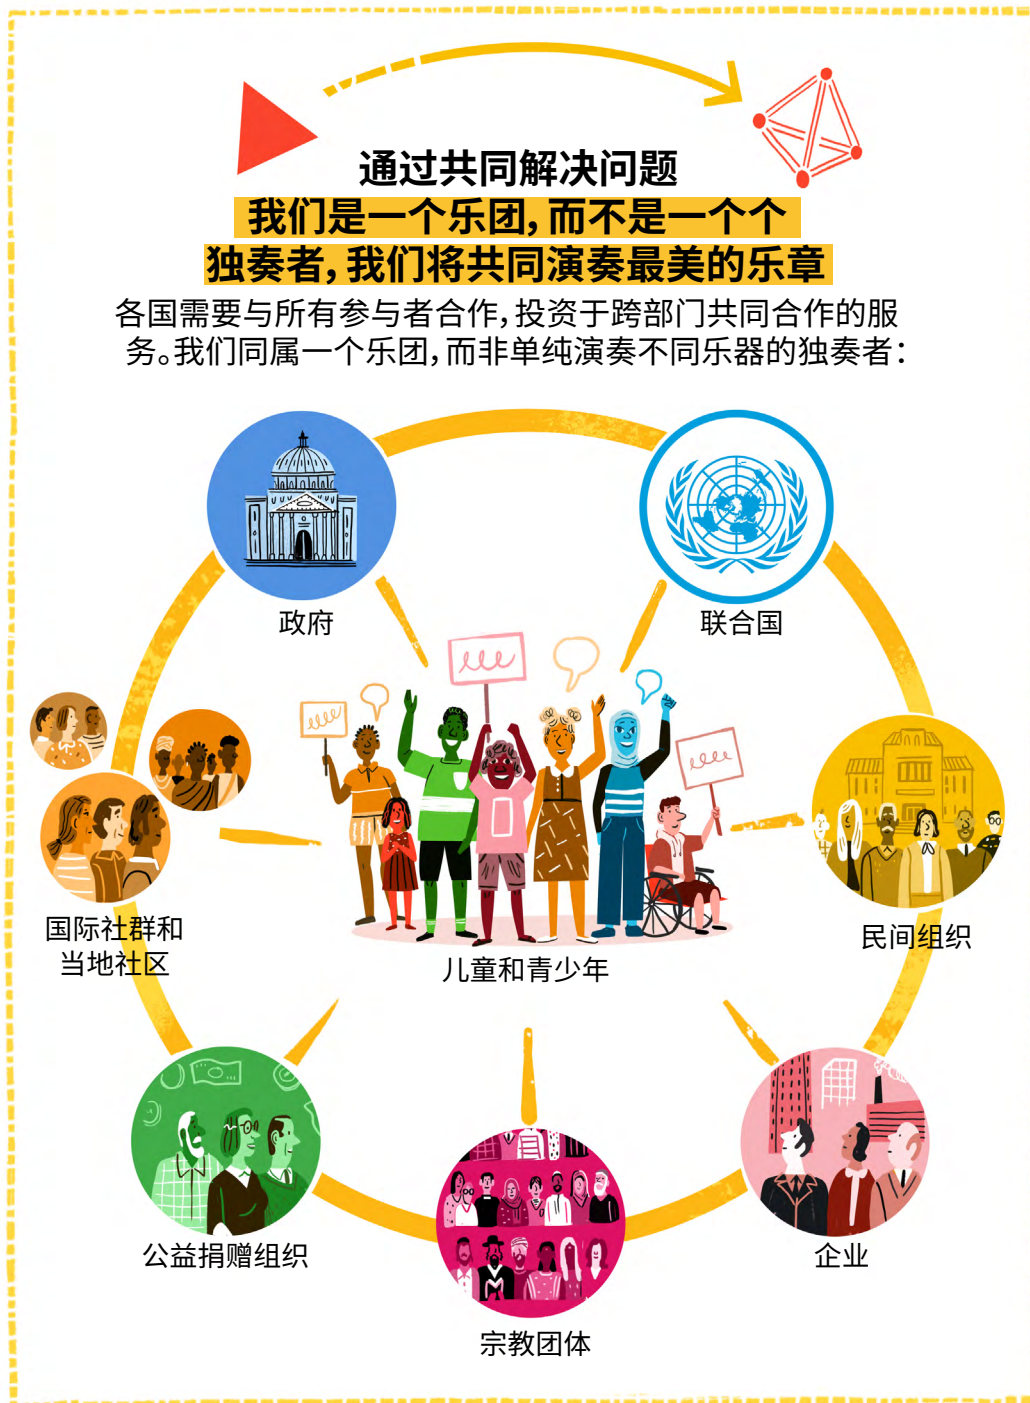 通过共同解决问题
我们是一个乐团，而不是一个个
独奏者，我们将共同演奏最美的乐章
各国需要与所有参与者合作，投资于跨部门共同合作的服
务。我们同属一个乐团，而非单纯演奏不同乐器的独奏者：
政府
联合国
国际社群和
当地社区
民间组织
儿童和青少年
公益捐赠组织
企业
宗教团体